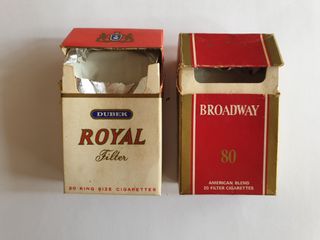 DUBEK
ROYAL
Filter
20 KING SIZE CIGARETTES
BROADWAY
80
AMERICAN BLEND
20 FILTER CIGARETTES